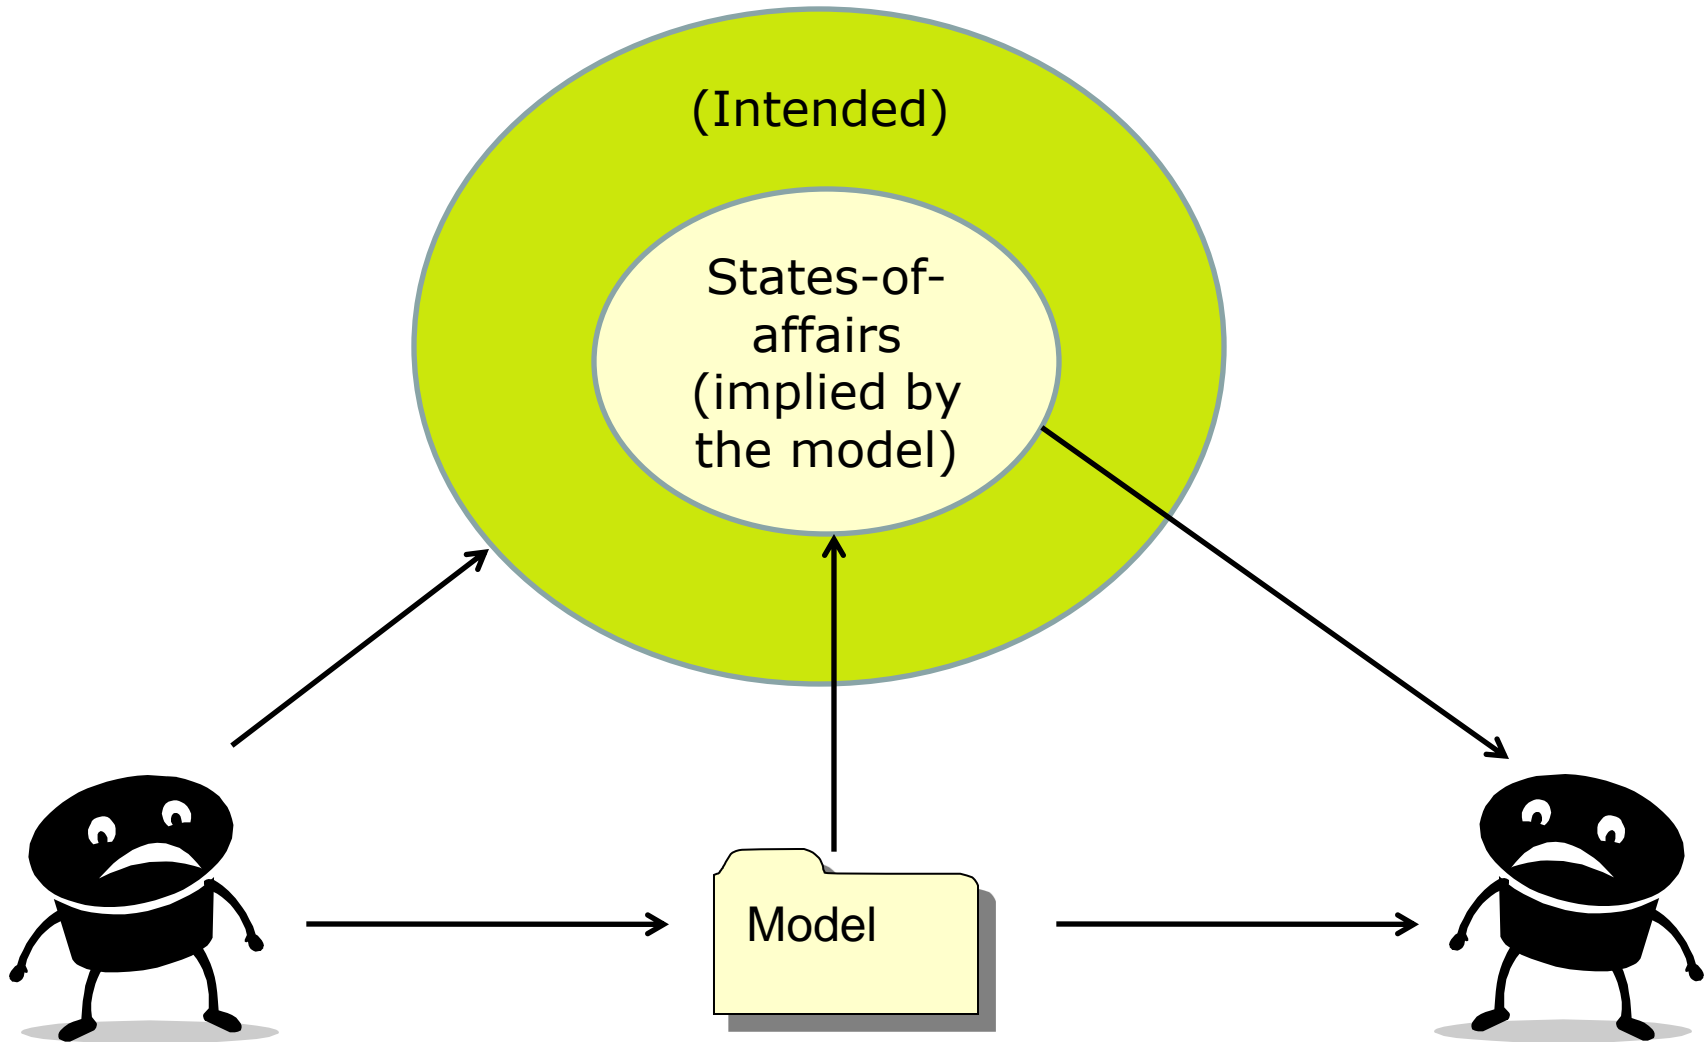 (Intended)
States-of-
affairs
(implied by
the model)
Model